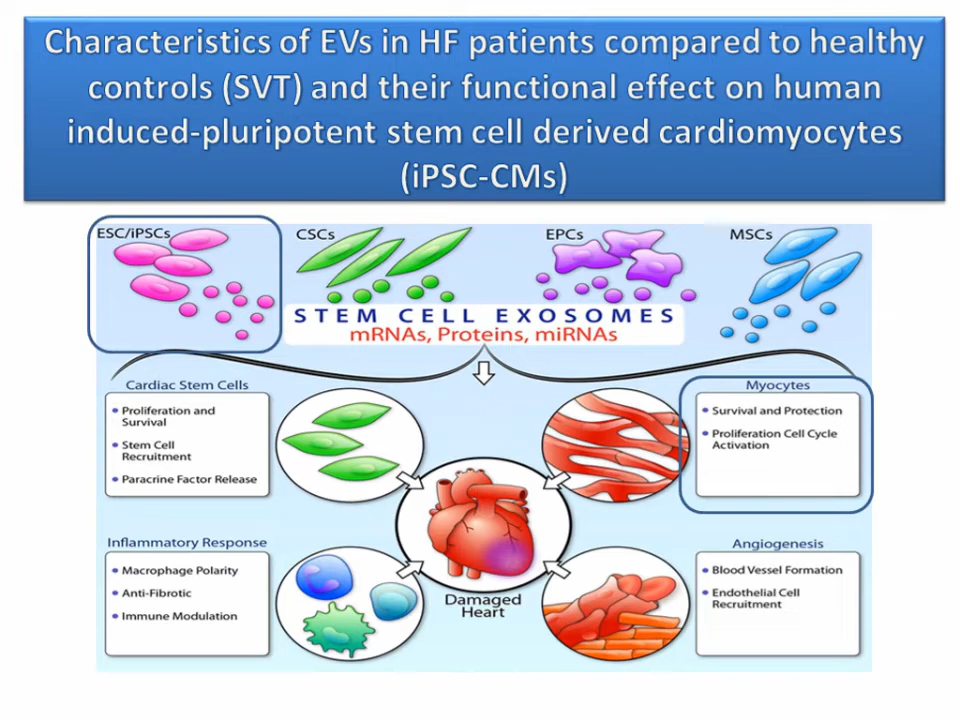 Characteristics of EVs in HF patients compared to healthy
controls (SVT) and their functional effect on human
induced-pluripotent stem cell derived cardiomyocytes
(iPSC-CMs)
ESC/iPSCs
CSCs
EPCs
MSCs
STEM CELL EXOSOMES
mRNAs, Proteins, miRNAs
Cardiac Stem Cells
• Proliferation and
Survival
• Stem Cell
Recruitment
• Paracrine Factor Release
Myocytes
• Survival and Protection
• Proliferation Cell Cycle
Activation
Inflammatory Response
• Macrophage Polarity
• Anti-Fibrotic
• Immune Modulation
Damaged
Heart
Angiogenesis
• Blood Vessel Formation
• Endothelial Cell
Recruitment